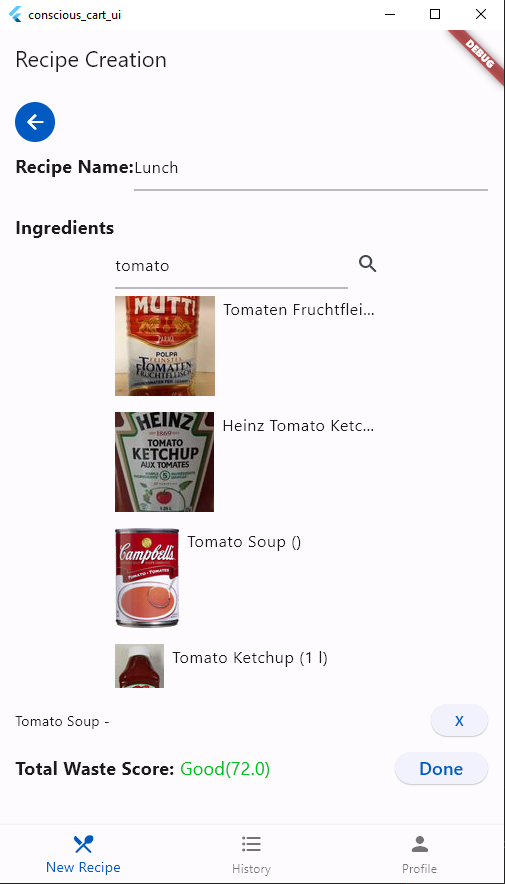 conscious_cart_ui
DEBUG
Recipe Creation
Recipe Name:Lunch
Ingredients
tomato
MUTTI
PARMA
POLPA
FEINSTES
TOMATEN
FRUCHTFLEISCH
Tomaten Fruchtflei...
HEINZ
1869
TOMATO
KETCHUP
AUX TOMATES
5
Heinz Tomato Ketc...
Campbell's
TOMATO • TOMATES
Tomato Soup ()
Tomato Ketchup (1 l)
Tomato Soup -
X
Total Waste Score: Good(72.0)
Done
New Recipe
History
Profile